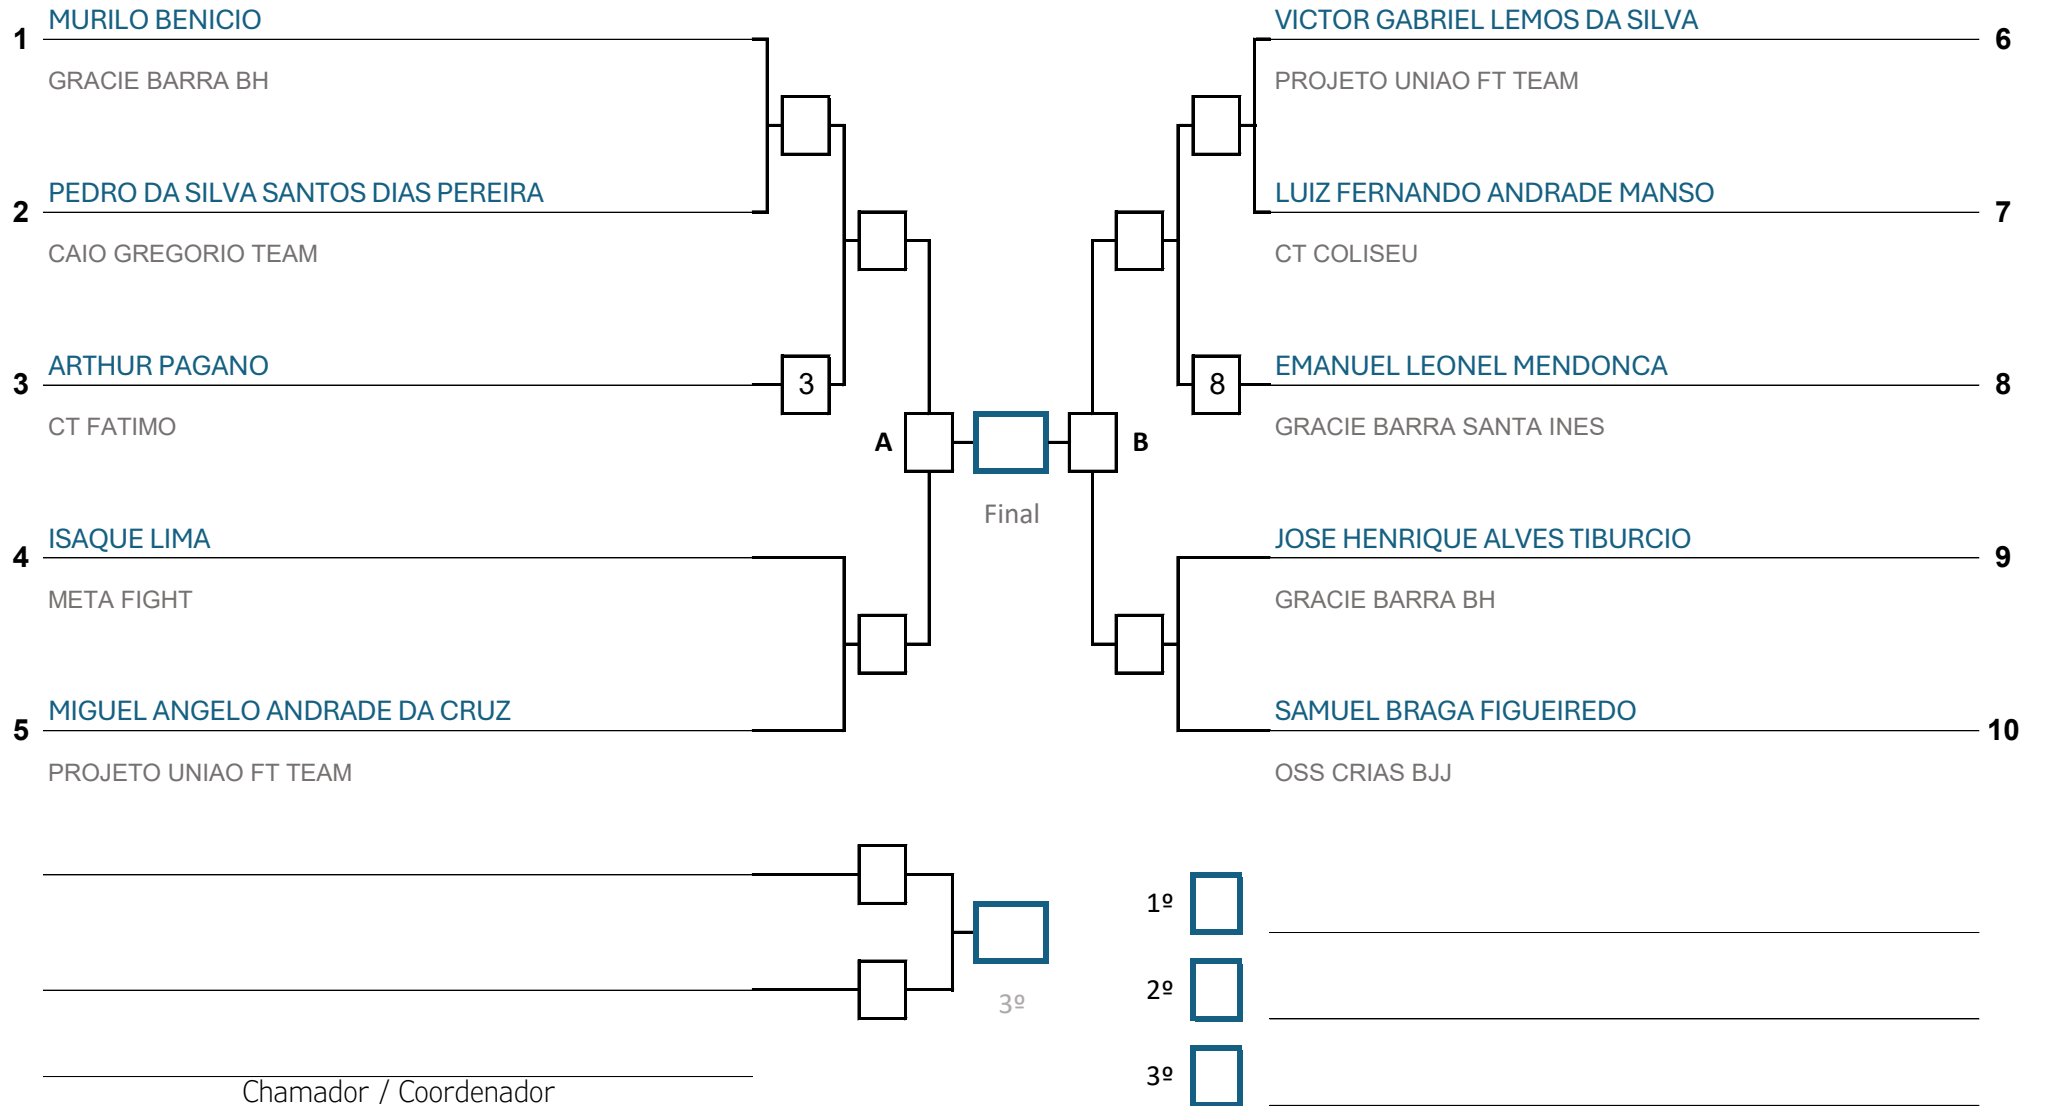 MURILO BENICIO
1
GRACIE BARRA BH
PEDRO DA SILVA SANTOS DIAS PEREIRA
2
CAIO GREGORIO TEAM
ARTHUR PAGANO
3
3
CT FATIMO
A
ISAQUE LIMA
4
META FIGHT
MIGUEL ANGELO ANDRADE DA CRUZ
5
PROJETO UNIAO FT TEAM
Final
VICTOR GABRIEL LEMOS DA SILVA
6
PROJETO UNIAO FT TEAM
LUIZ FERNANDO ANDRADE MANSO
7
CT COLISEU
EMANUEL LEONEL MENDONCA
8
8
GRACIE BARRA SANTA INES
B
JOSE HENRIQUE ALVES TIBURCIO
9
GRACIE BARRA BH
SAMUEL BRAGA FIGUEIREDO
10
OSS CRIAS BJJ
3º
1º
2º
3º
Chamador / Coordenador